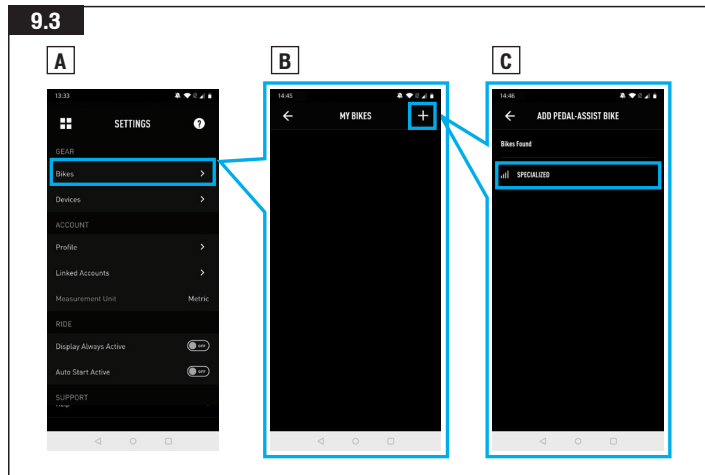 9.3
A
B
C
13:33
14:45
14:46
SETTINGS
?
GEAR
Bikes
Devices
ACCOUNT
Profile
Linked Accounts
Measurement Unit Metric
RIDE
Display Always Active OFF
Auto Start Active OFF
SUPPORT
MY BIKES
ADD PEDAL-ASSIST BIKE
Bikes Found
SPECIALIZED